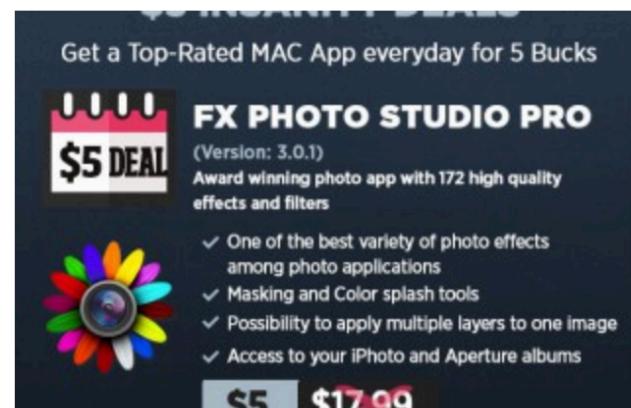 $5 INSANITY DEALS
Get a Top-Rated MAC App everyday for 5 Bucks
$5 DEAL
FX PHOTO STUDIO PRO
(Version: 3.0.1)
Award winning photo app with 172 high quality
effects and filters
One of the best variety of photo effects
among photo applications
Masking and Color splash tools
Possibility to apply multiple layers to one image
Access to your iPhoto and Aperture albums
$5 $17.99